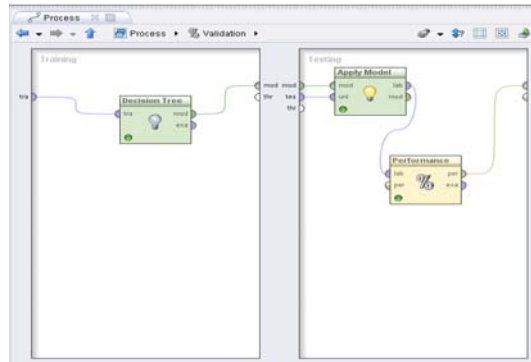 Process
Process Validation
Training
Testing
tra
Decision Tree
tra mod
exa
mod
thr
mod
tes
thr
Apply Model
mod lab
unl mod
Performance
lab per
per exa